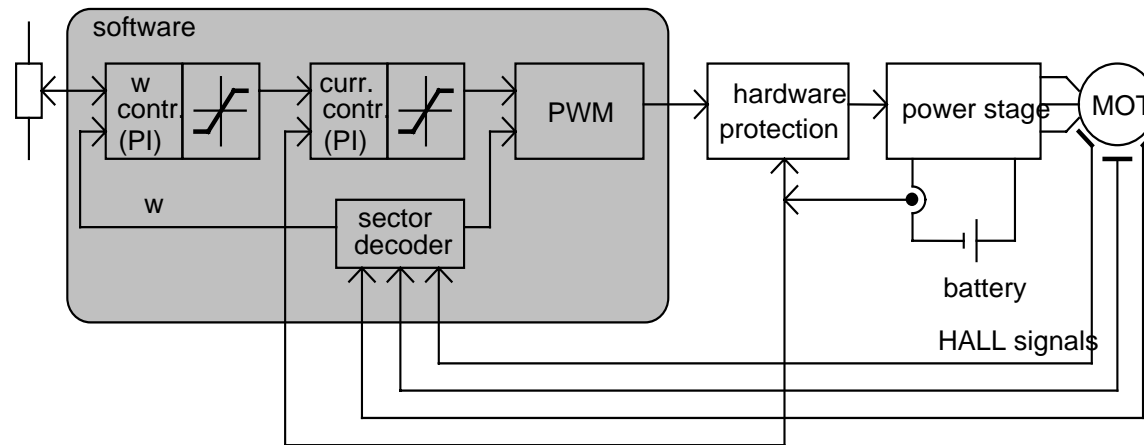 software
w
contr.
(PI)
curr.
contr.
(PI)
PWM
hardware
protection
power stage
MOT
w
sector
decoder
battery
HALL signals